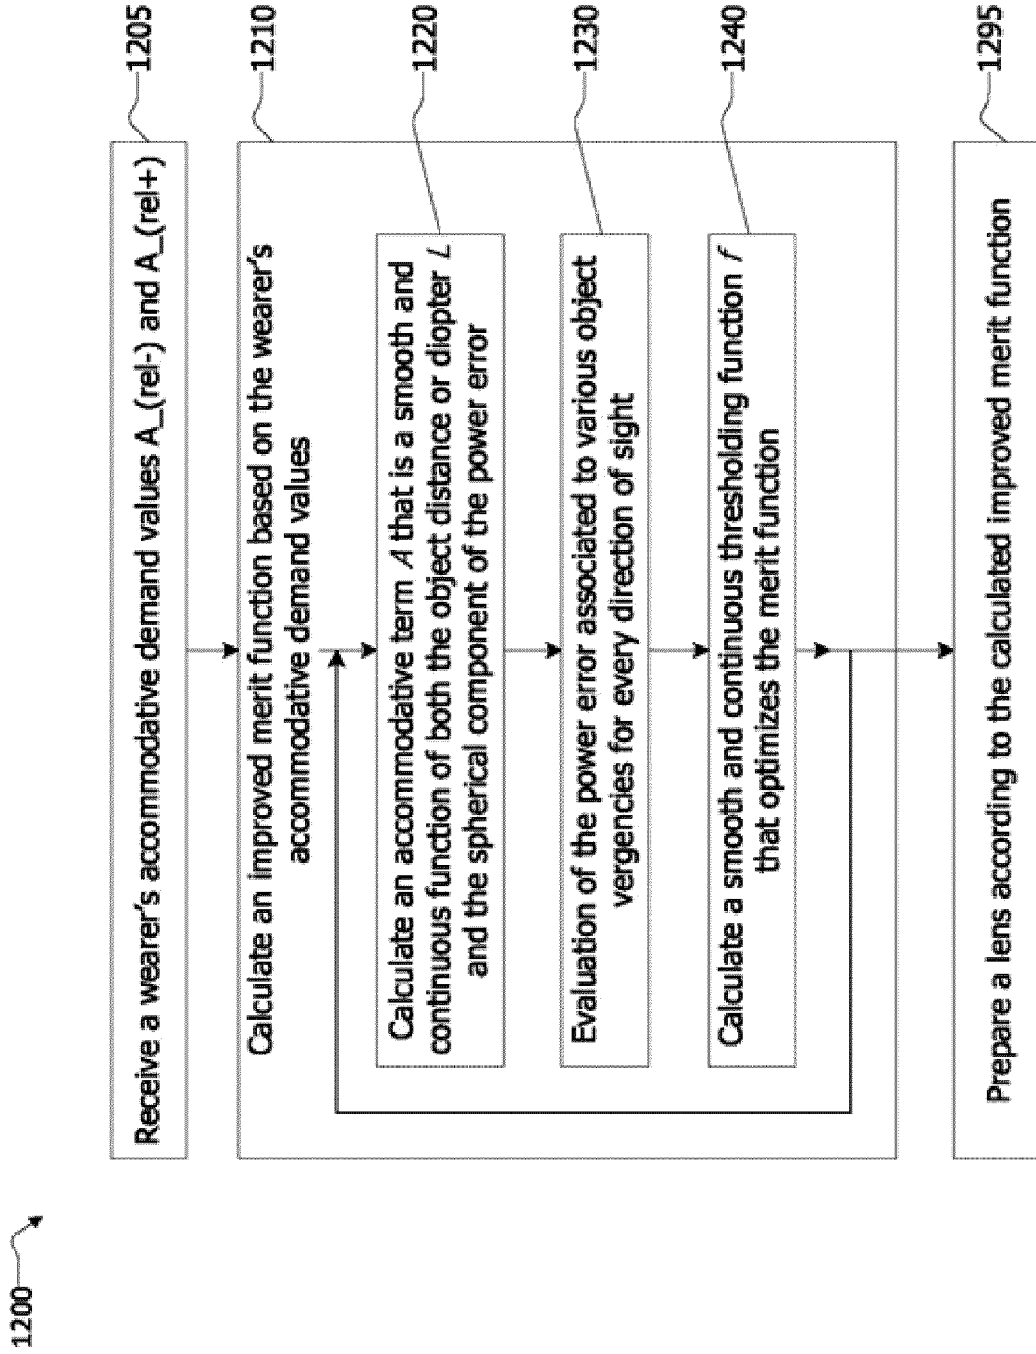 1200
Receive a wearer's accommodative demand values A_(rel-) and A_(rel+)
1205
Calculate an improved merit function based on the wearer's
accommodative demand values
1210
Calculate an accommodative term A that is a smooth and
continuous function of both the object distance or diopter L
and the spherical component of the power error
1220
Evaluation of the power error associated to various object
vergencies for every direction of sight
1230
Calculate a smooth and continuous thresholding function f
that optimizes the merit function
1240
Prepare a lens according to the calculated improved merit function
1295